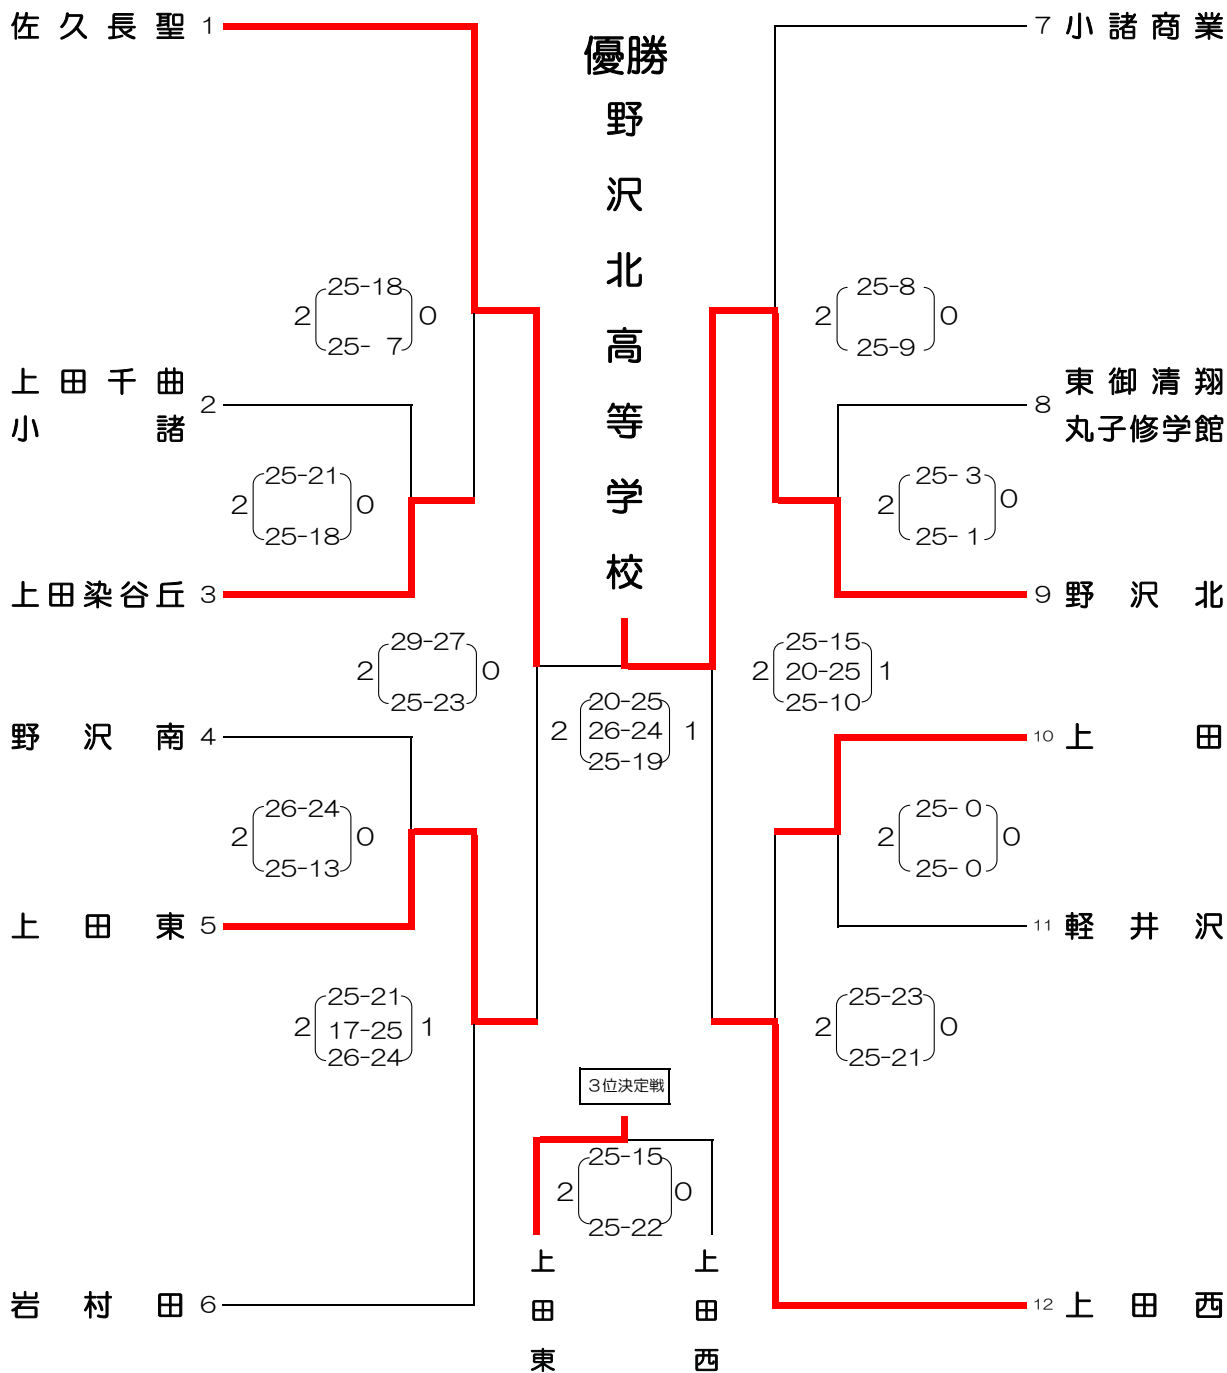 優勝
野沢北高等学校
佐久長聖 1
25-18
2 0
25- 7
上田千曲
小諸
2
25-21
2 0
25-18
上田染谷丘 3
29-27
2 0
25-23
野沢南 4
26-24
2 0
25-13
上田東 5
25-21
2 17-25 1
26-24
岩村田 6
20-25
2 26-24 1
25-19
7 小諸商業
25-8
2 0
25-9
8
東御清翔
丸子修学館
25- 3
2 0
25- 1
9 野沢北
25-15
2 20-25 1
25-10
10 上田
25- 0
2 0
25- 0
11 軽井沢
25-23
2 0
25-21
12 上田西
3位決定戦
25-15
2 0
25-22
上田東
上田西